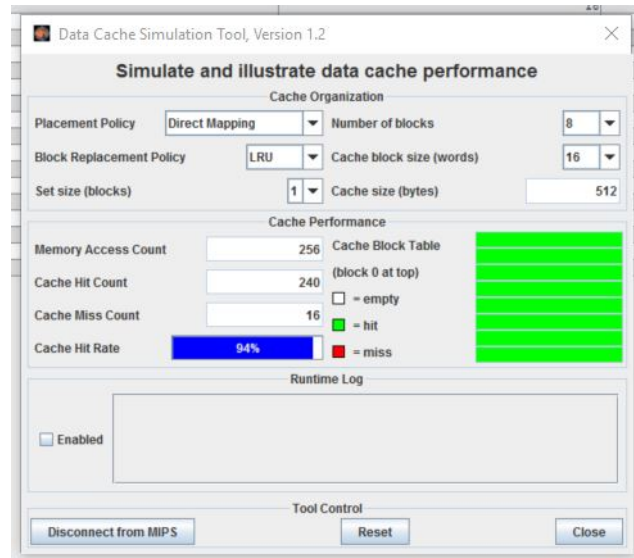 Data Cache Simulation Tool, Version 1.2
Simulate and illustrate data cache performance
Cache Organization
Placement Policy Direct Mapping Number of blocks 8
Block Replacement Policy LRU Cache block size (words) 16
Set size (blocks) 1 Cache size (bytes) 512
Cache Performance
Memory Access Count 256 Cache Block Table
(block 0 at top)
Cache Hit Count 240
= empty
Cache Miss Count 16
= hit
Cache Hit Rate 94% = miss
Runtime Log
Enabled
Tool Control
Disconnect from MIPS Reset Close